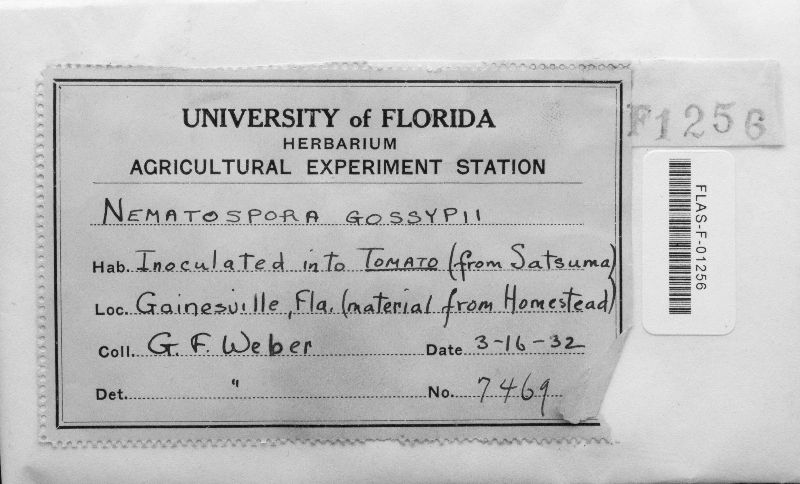 UNIVERSITY of FLORIDA
HERBARIUM
AGRICULTURAL EXPERIMENT STATION
NEMATOSPORA GOSSYPII
Hab. Inoculated into TOMATO (from Satsuma)
Loc. Gainesville, Fla. (material from Homestead)
Coll. G. F. Weber Date 3-16-32
Det. " No. 7469
F1256
FLAS-F-01256